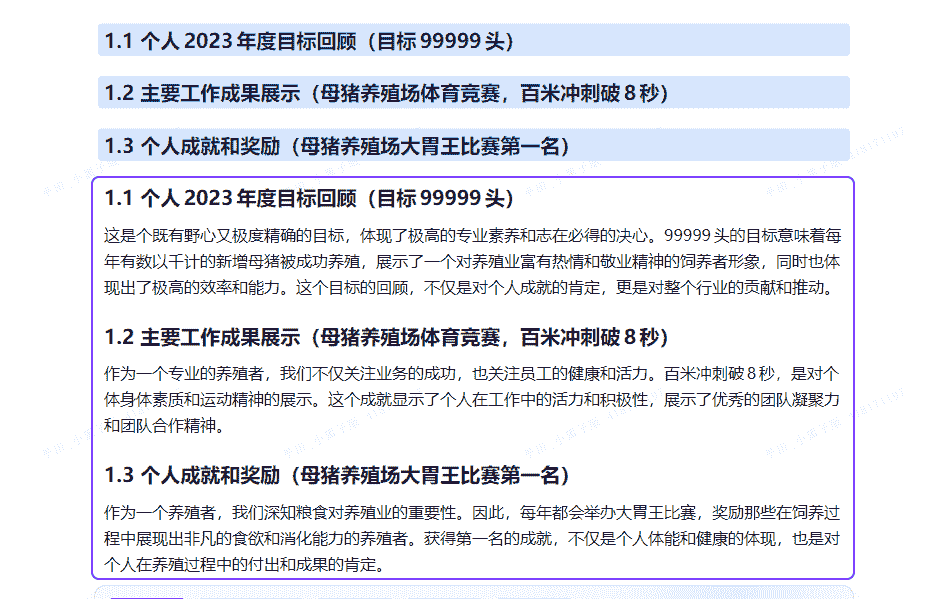 1.1 个人 2023 年度目标回顾（目标 99999 头）
1.2 主要工作成果展示（母猪养殖场体育竞赛，百米冲刺破 8 秒）
1.3 个人成就和奖励（母猪养殖场大胃王比赛第一名）
1.1 个人 2023 年度目标回顾（目标 99999 头）
这是个既有野心又极度精确的目标，体现了极高的专业素养和志在必得的决心。99999 头的目标意味着每
年有数以千计的新增母猪被成功养殖，展示了一个对养殖业富有热情和敬业精神的饲养者形象，同时也体
现出了极高的效率和能力。这个目标的回顾，不仅是对个人成就的肯定，更是对整个行业的贡献和推动。
1.2 主要工作成果展示（母猪养殖场体育竞赛，百米冲刺破 8 秒）
作为一个专业的养殖者，我们不仅关注业务的成功，也关注员工的健康和活力。百米冲刺破 8 秒，是对个
体身体素质和运动精神的展示。这个成就显示了个人在工作中的活力和积极性，展示了优秀的团队凝聚力
和团队合作精神。
1.3 个人成就和奖励（母猪养殖场大胃王比赛第一名）
作为一个养殖者，我们深知粮食对养殖业的重要性。因此，每年都会举办大胃王比赛，奖励那些在饲养过
程中展现出非凡的食欲和消化能力的养殖者。获得第一名的成就，不仅是个人体能和健康的体现，也是对
个人在养殖过程中的付出和成果的肯定。